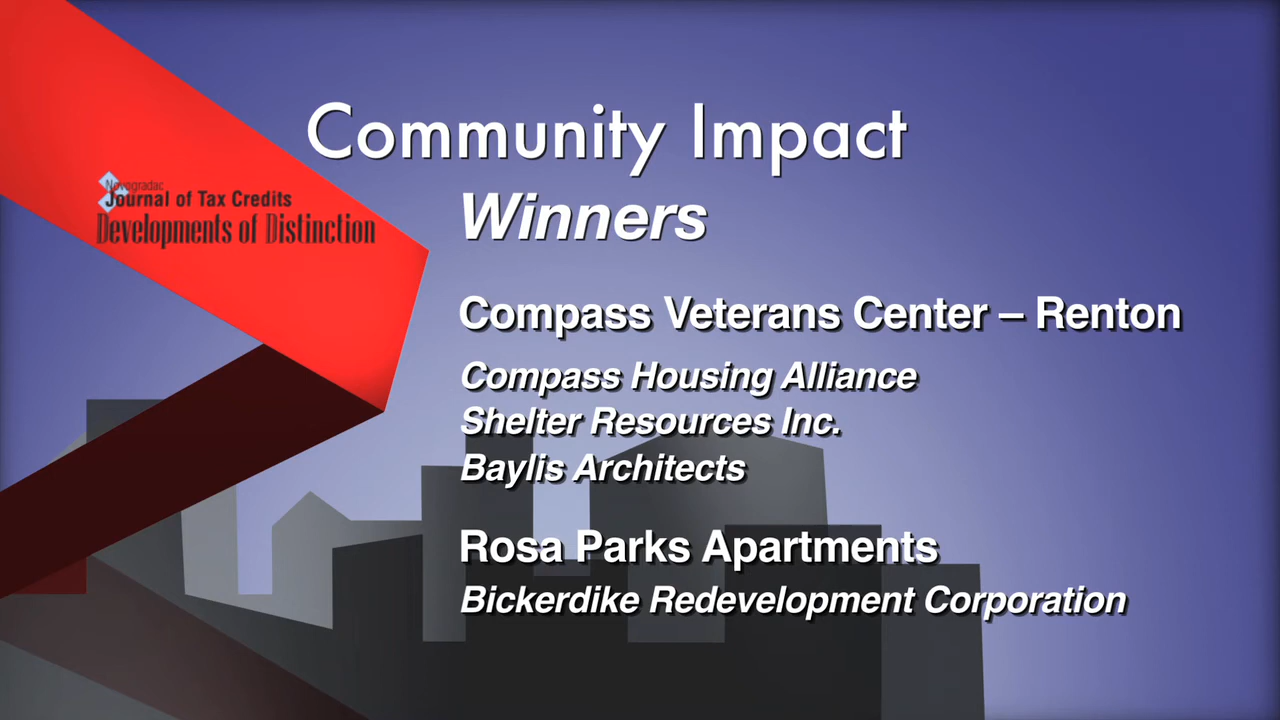 Community Impact
Winners
Novogradac
Journal of Tax Credits
Developments of Distinction
Compass Veterans Center – Renton
Compass Housing Alliance
Shelter Resources Inc.
Baylis Architects
Rosa Parks Apartments
Bickerdike Redevelopment Corporation